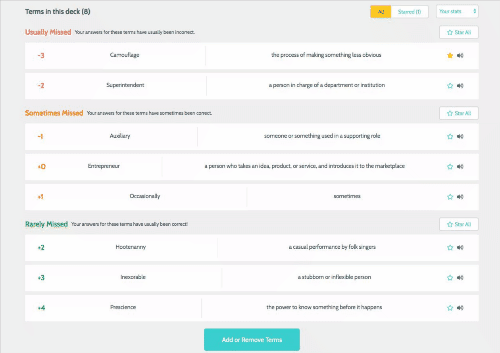 Terms in this deck (8)
All
Starred (1)
Your stats
Usually Missed Your answers for these terms have usually been incorrect.
Star All
-3 Camouflage the process of making something less obvious
-2 Superintendent a person in charge of a department or institution
Sometimes Missed Your answers for these terms have sometimes been correct.
Star All
-1 Auxiliary someone or something used in a supporting role
+0 Entrepreneur a person who takes an idea, product, or service, and introduces it to the marketplace
+1 Occasionally sometimes
Rarely Missed Your answers for these terms have usually been correct!
Star All
+2 Hootenanny a casual performance by folk singers
+3 Inexorable a stubborn or inflexible person
+4 Prescience the power to know something before it happens
Add or Remove Terms